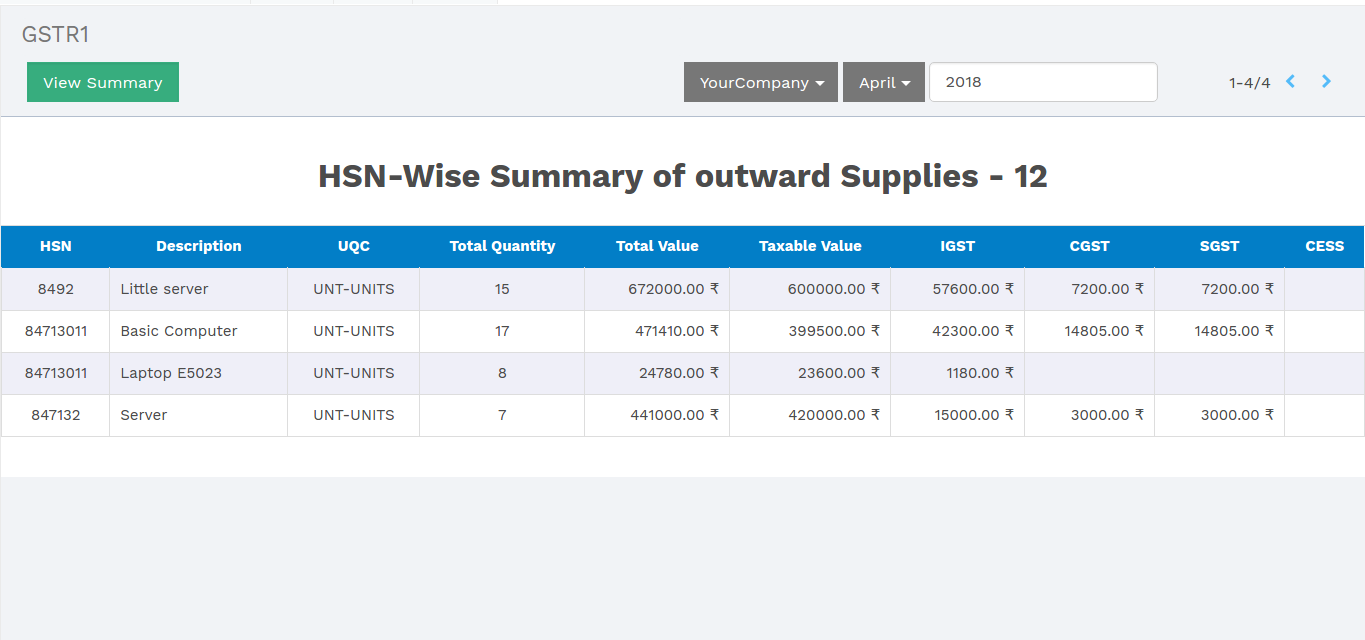 GSTR1
View Summary YourCompany April 2018 1-4/4
HSN-Wise Summary of outward Supplies - 12
HSN Description UQC Total Quantity Total Value Taxable Value IGST CGST SGST CESS
8492 Little server UNT-UNITS 15 672000.00 ₹ 600000.00 ₹ 57600.00 ₹ 7200.00 ₹ 7200.00 ₹
84713011 Basic Computer UNT-UNITS 17 471410.00 ₹ 399500.00 ₹ 42300.00 ₹ 14805.00 ₹ 14805.00 ₹
84713011 Laptop E5023 UNT-UNITS 8 24780.00 ₹ 23600.00 ₹ 1180.00 ₹
847132 Server UNT-UNITS 7 441000.00 ₹ 420000.00 ₹ 15000.00 ₹ 3000.00 ₹ 3000.00 ₹